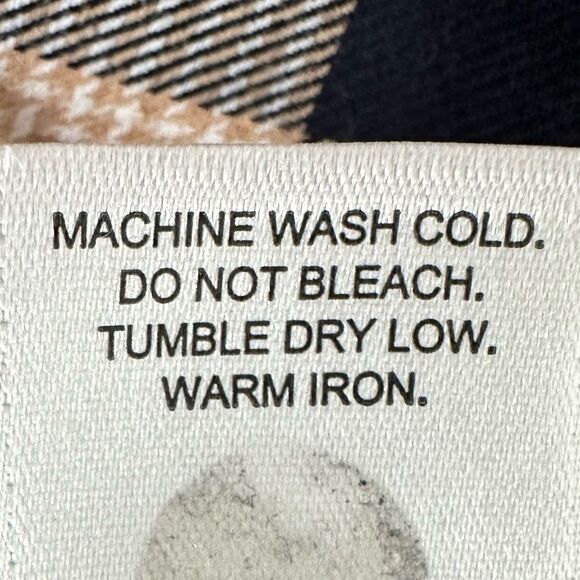 MACHINE WASH COLD.
DO NOT BLEACH.
TUMBLE DRY LOW.
WARM IRON.